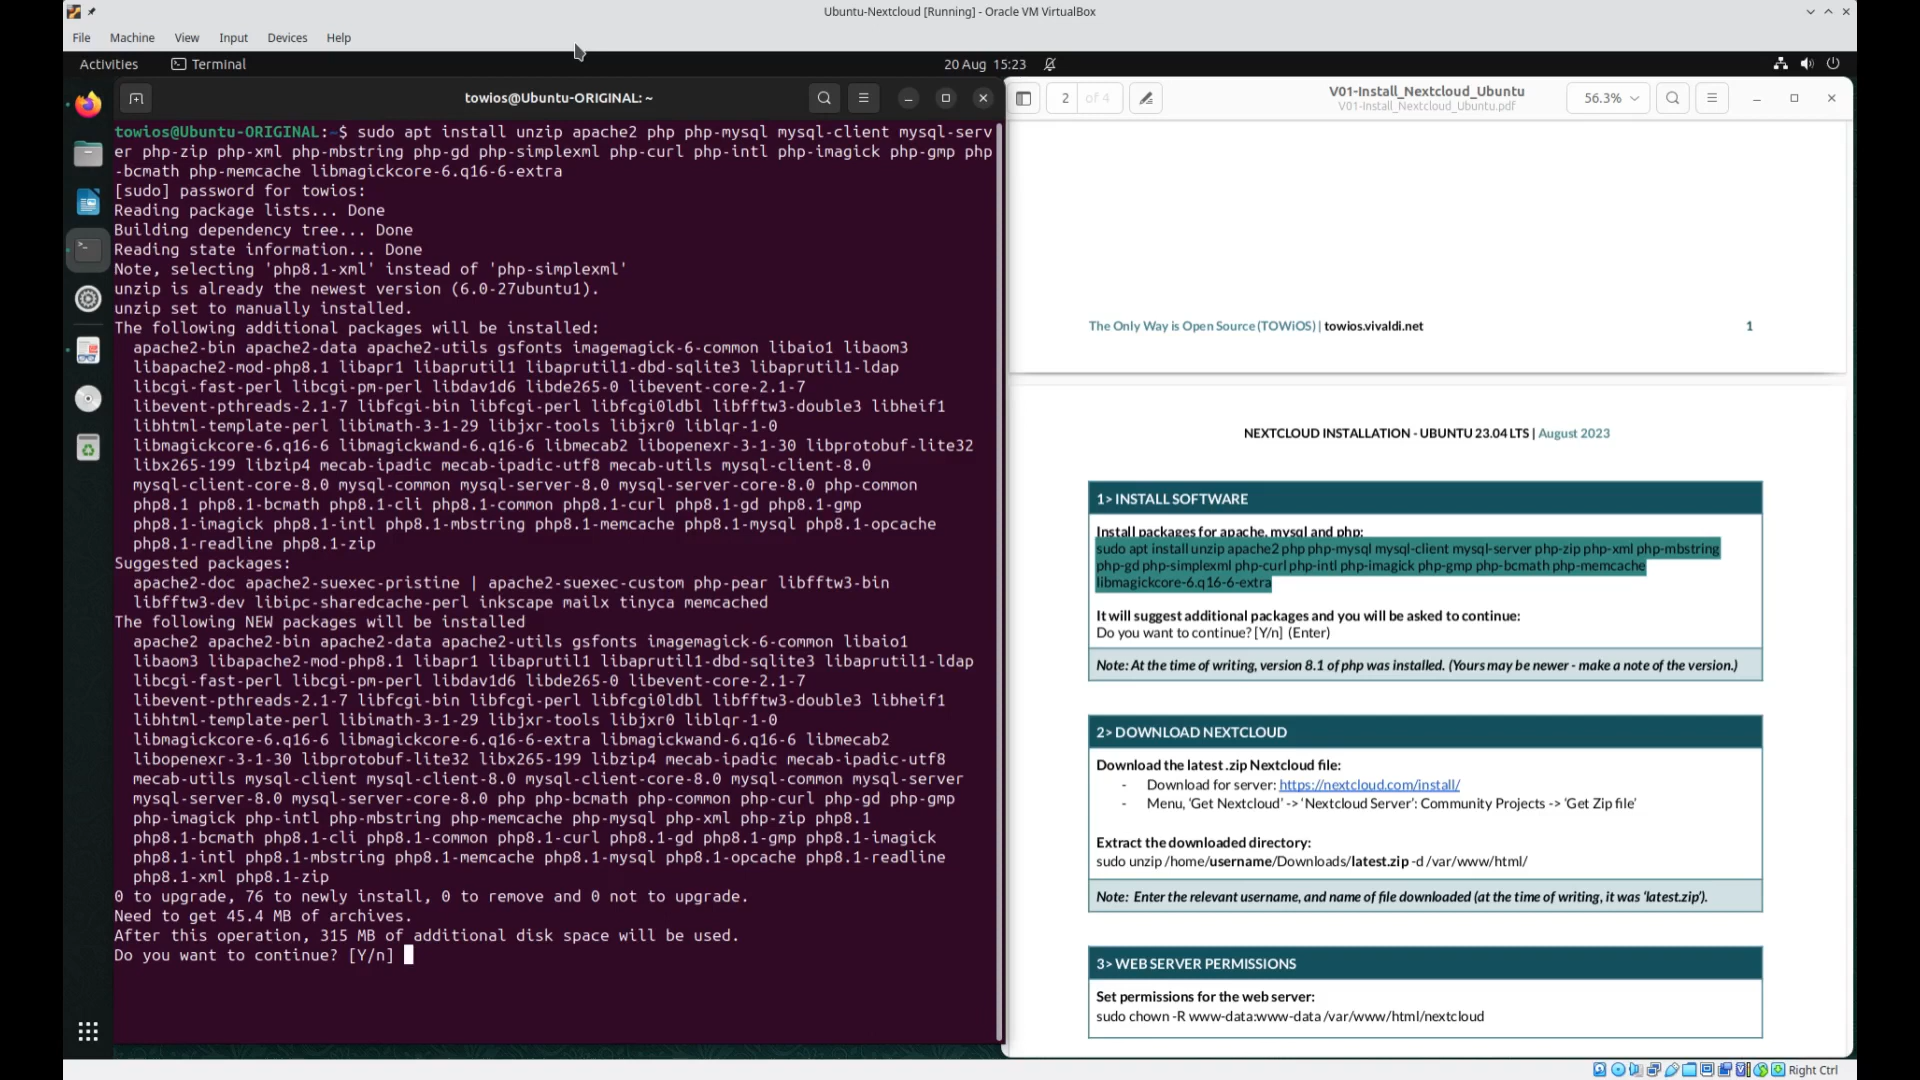 Ubuntu-Nextcloud [Running] - Oracle VM VirtualBox
File Machine View Input Devices Help
Activities Terminal 20 Aug 15:23
towios@Ubuntu-ORIGINAL: ~
towios@Ubuntu-ORIGINAL:~$ sudo apt install unzip apache2 php php-mysql mysql-client mysql-serv
er php-zip php-xml php-mbstring php-gd php-simplexml php-curl php-intl php-imagick php-gmp php
-bcmath php-memcache libmagickcore-6.q16-6-extra
[sudo] password for towios:
Reading package lists... Done
Building dependency tree... Done
Reading state information... Done
Note, selecting 'php8.1-xml' instead of 'php-simplexml'
unzip is already the newest version (6.0-27ubuntu1).
unzip set to manually installed.
The following additional packages will be installed:
apache2-bin apache2-data apache2-utils gsfonts imagemagick-6-common libaio1 libaom3
libapache2-mod-php8.1 libapr1 libaprutil1 libaprutil1-dbd-sqlite3 libaprutil1-ldap
libcgi-fast-perl libcgi-pm-perl libdav1d6 libde265-0 libevent-core-2.1-7
libevent-pthreads-2.1-7 libfcgi-bin libfcgi-perl libfcgi0ldbl libfftw3-double3 libheif1
libhtml-template-perl libimath-3-1-29 libjxr-tools libjxr0 liblqr-1-0
libmagickcore-6.q16-6 libmagickwand-6.q16-6 libmecab2 libopenexr-3-1-30 libprotobuf-lite32
libx265-199 libzip4 mecab-ipadic mecab-ipadic-utf8 mecab-utils mysql-client-8.0
mysql-client-core-8.0 mysql-common mysql-server-8.0 mysql-server-core-8.0 php-common
php8.1 php8.1-bcmath php8.1-cli php8.1-common php8.1-curl php8.1-gd php8.1-gmp
php8.1-imagick php8.1-intl php8.1-mbstring php8.1-memcache php8.1-mysql php8.1-opcache
php8.1-readline php8.1-zip
Suggested packages:
apache2-doc apache2-suexec-pristine | apache2-suexec-custom php-pear libfftw3-bin
libfftw3-dev libipc-sharedcache-perl inkscape mailx tinyca memcached
The following NEW packages will be installed
apache2 apache2-bin apache2-data apache2-utils gsfonts imagemagick-6-common libaio1
libaom3 libapache2-mod-php8.1 libapr1 libaprutil1 libaprutil1-dbd-sqlite3 libaprutil1-ldap
libcgi-fast-perl libcgi-pm-perl libdav1d6 libde265-0 libevent-core-2.1-7
libevent-pthreads-2.1-7 libfcgi-bin libfcgi-perl libfcgi0ldbl libfftw3-double3 libheif1
libhtml-template-perl libimath-3-1-29 libjxr-tools libjxr0 liblqr-1-0
libmagickcore-6.q16-6 libmagickcore-6.q16-6-extra libmagickwand-6.q16-6 libmecab2
libopenexr-3-1-30 libprotobuf-lite32 libx265-199 libzip4 mecab-ipadic mecab-ipadic-utf8
mecab-utils mysql-client mysql-client-8.0 mysql-client-core-8.0 mysql-common mysql-server
mysql-server-8.0 mysql-server-core-8.0 php php-bcmath php-common php-curl php-gd php-gmp
php-imagick php-intl php-mbstring php-memcache php-mysql php-xml php-zip php8.1
php8.1-bcmath php8.1-cli php8.1-common php8.1-curl php8.1-gd php8.1-gmp php8.1-imagick
php8.1-intl php8.1-mbstring php8.1-memcache php8.1-mysql php8.1-opcache php8.1-readline
php8.1-xml php8.1-zip
0 to upgrade, 76 to newly install, 0 to remove and 0 not to upgrade.
Need to get 45.4 MB of archives.
After this operation, 315 MB of additional disk space will be used.
Do you want to continue? [Y/n]
2 of 4
V01-Install_Nextcloud_Ubuntu
V01-Install_Nextcloud_Ubuntu.pdf
56.3%
The Only Way is Open Source (TOWiOS) | towios.vivaldi.net 1
NEXTCLOUD INSTALLATION - UBUNTU 23.04 LTS | August 2023
1> INSTALL SOFTWARE
Install packages for apache, mysql and php:
sudo apt install unzip apache2 php php-mysql mysql-client mysql-server php-zip php-xml php-mbstring
php-gd php-simplexml php-curl php-intl php-imagick php-gmp php-bcmath php-memcache
libmagickcore-6.q16-6-extra
It will suggest additional packages and you will be asked to continue:
Do you want to continue? [Y/n] (Enter)
Note: At the time of writing, version 8.1 of php was installed. (Yours may be newer - make a note of the version.)
2> DOWNLOAD NEXTCLOUD
Download the latest .zip Nextcloud file:
- Download for server: https://nextcloud.com/install/
- Menu, 'Get Nextcloud' -> 'Nextcloud Server': Community Projects -> 'Get Zip file'
Extract the downloaded directory:
sudo unzip /home/username/Downloads/latest.zip -d /var/www/html/
Note: Enter the relevant username, and name of file downloaded (at the time of writing, it was 'latest.zip').
3> WEB SERVER PERMISSIONS
Set permissions for the web server:
sudo chown -R www-data:www-data /var/www/html/nextcloud
Right Ctrl